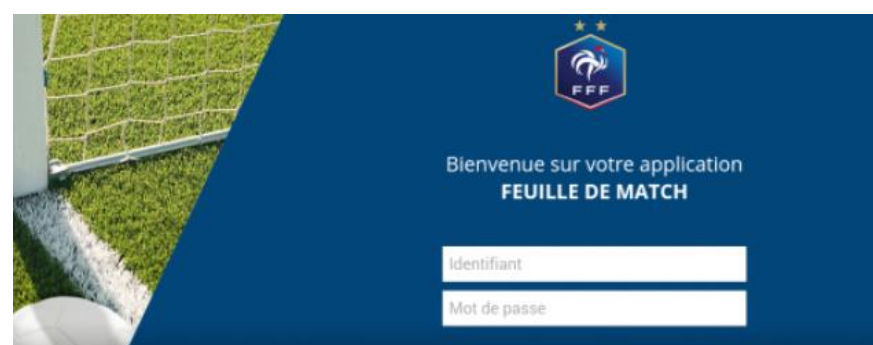 FFF
Bienvenue sur votre application
FEUILLE DE MATCH
Identifiant
Mot de passe